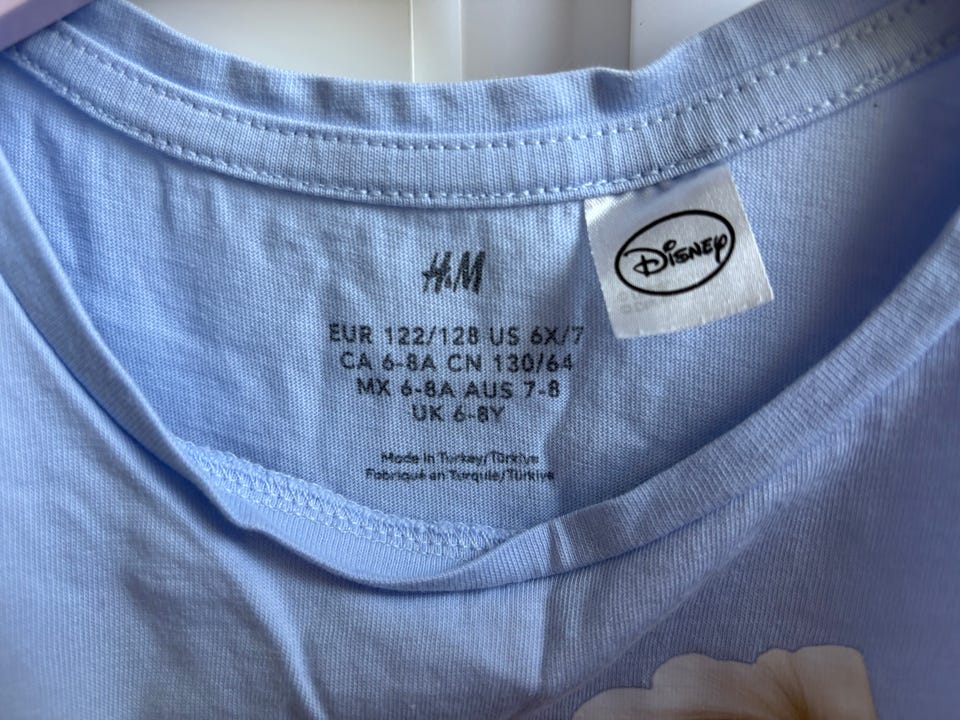 H&M
Disney
EUR 122/128 US 6X/7
CA 6-8A CN 130/64
MX 6-8A AUS 7-8
UK 6-8Y
Made in Turkey/Türkiye
Fabriqué en Turquie/Türkiye